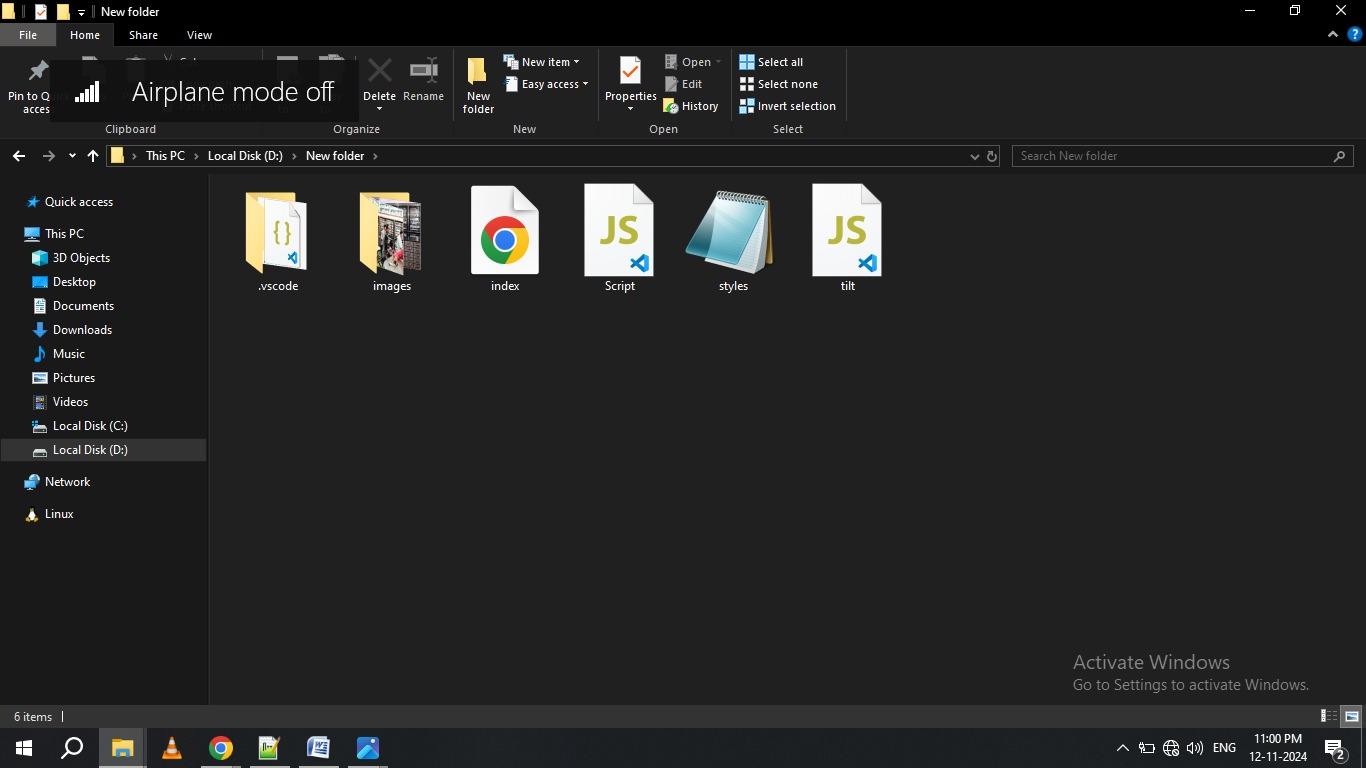 New folder
File Home Share View
Pin to Quick
access
Airplane mode off
Delete
Rename
New
folder
New item
Easy access
Properties
Open
Edit
History
Select all
Select none
Invert selection
Clipboard Organize New Open Select
This PC Local Disk (D:) New folder
Search New folder
Quick access
This PC
3D Objects
Desktop
Documents
Downloads
Music
Pictures
Videos
Local Disk (C:)
Local Disk (D:)
Network
Linux
JS
JS
.vscode images index Script styles tilt
Activate Windows
Go to Settings to activate Windows.
6 items
ENG
11:00 PM
12-11-2024
2